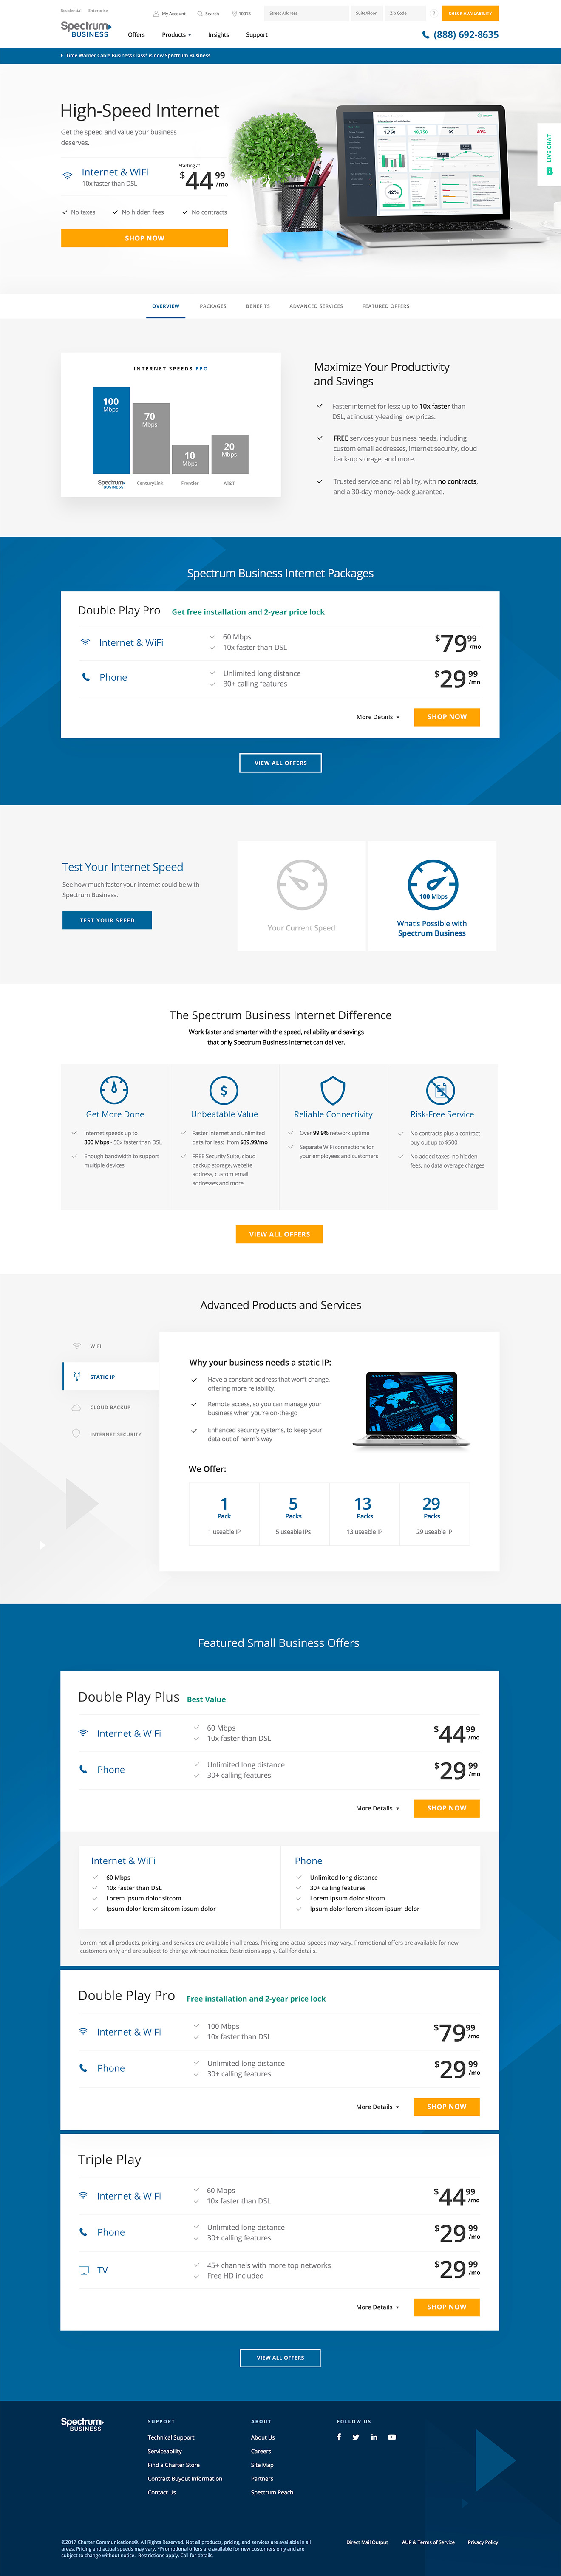 Residential Enterprise
My Account
Search
10013
Street Address
Suite/Floor
Zip Code
?
CHECK AVAILABILITY
Spectrum
BUSINESS
Offers
Products
Insights
Support
(888) 692-8635
Time Warner Cable Business Class® is now Spectrum Business
High-Speed Internet
Get the speed and value your business
deserves.
Internet & WiFi
10x faster than DSL
Starting at
$44 99 /mo
No taxes
No hidden fees
No contracts
SHOP NOW
LIVE CHAT
OVERVIEW
PACKAGES
BENEFITS
ADVANCED SERVICES
FEATURED OFFERS
INTERNET SPEEDS FPO
100
Mbps
70
Mbps
10
Mbps
20
Mbps
Spectrum
BUSINESS
CenturyLink
Frontier
AT&T
Maximize Your Productivity
and Savings
Faster internet for less: up to 10x faster than
DSL, at industry-leading low prices.
FREE services your business needs, including
custom email addresses, internet security, cloud
back-up storage, and more.
Trusted service and reliability, with no contracts,
and a 30-day money-back guarantee.
Spectrum Business Internet Packages
Double Play Pro Get free installation and 2-year price lock
Internet & WiFi
60 Mbps
10x faster than DSL
$79 99 /mo
Phone
Unlimited long distance
30+ calling features
$29 99 /mo
More Details
SHOP NOW
VIEW ALL OFFERS
Test Your Internet Speed
See how much faster your internet could be with
Spectrum Business.
TEST YOUR SPEED
Your Current Speed
100 Mbps
What's Possible with
Spectrum Business
The Spectrum Business Internet Difference
Work faster and smarter with the speed, reliability and savings
that only Spectrum Business Internet can deliver.
Get More Done
Internet speeds up to
300 Mbps - 50x faster than DSL
Enough bandwidth to support
multiple devices
Unbeatable Value
Faster Internet and unlimited
data for less: from $39.99/mo
FREE Security Suite, cloud
backup storage, website
address, custom email
addresses and more
Reliable Connectivity
Over 99.9% network uptime
Separate WiFi connections for
your employees and customers
Risk-Free Service
No contracts plus a contract
buy out up to $500
No added taxes, no hidden
fees, no data overage charges
VIEW ALL OFFERS
Advanced Products and Services
WIFI
STATIC IP
CLOUD BACKUP
INTERNET SECURITY
Why your business needs a static IP:
Have a constant address that won't change,
offering more reliability.
Remote access, so you can manage your
business when you're on-the-go
Enhanced security systems, to keep your
data out of harm's way
We Offer:
1
Pack
1 useable IP
5
Packs
5 useable IPs
13
Packs
13 useable IP
29
Packs
29 useable IP
Featured Small Business Offers
Double Play Plus Best Value
Internet & WiFi
60 Mbps
10x faster than DSL
$44 99 /mo
Phone
Unlimited long distance
30+ calling features
$29 99 /mo
More Details
SHOP NOW
Internet & WiFi
60 Mbps
10x faster than DSL
Lorem ipsum dolor sitcom
Ipsum dolor lorem sitcom ipsum dolor
Phone
Unlimited long distance
30+ calling features
Lorem ipsum dolor sitcom
Ipsum dolor lorem sitcom ipsum dolor
Lorem not all products, pricing, and services are available in all areas. Pricing and actual speeds may vary. Promotional offers are available for new
customers only and are subject to change without notice. Restrictions apply. Call for details.
Double Play Pro Free installation and 2-year price lock
Internet & WiFi
100 Mbps
10x faster than DSL
$79 99 /mo
Phone
Unlimited long distance
30+ calling features
$29 99 /mo
More Details
SHOP NOW
Triple Play
Internet & WiFi
60 Mbps
10x faster than DSL
$44 99 /mo
Phone
Unlimited long distance
30+ calling features
$29 99 /mo
TV
45+ channels with more top networks
Free HD included
$29 99 /mo
More Details
SHOP NOW
VIEW ALL OFFERS
Spectrum
BUSINESS
SUPPORT
Technical Support
Serviceability
Find a Charter Store
Contract Buyout Information
Contact Us
ABOUT
About Us
Careers
Site Map
Partners
Spectrum Reach
FOLLOW US
©2017 Charter Communications®. All Rights Reserved. Not all products, pricing, and services are available in all
areas. Pricing and actual speeds may vary. *Promotional offers are available for new customers only and are
subject to change without notice. Restrictions apply. Call for details.
Direct Mail Output
AUP & Terms of Service
Privacy Policy